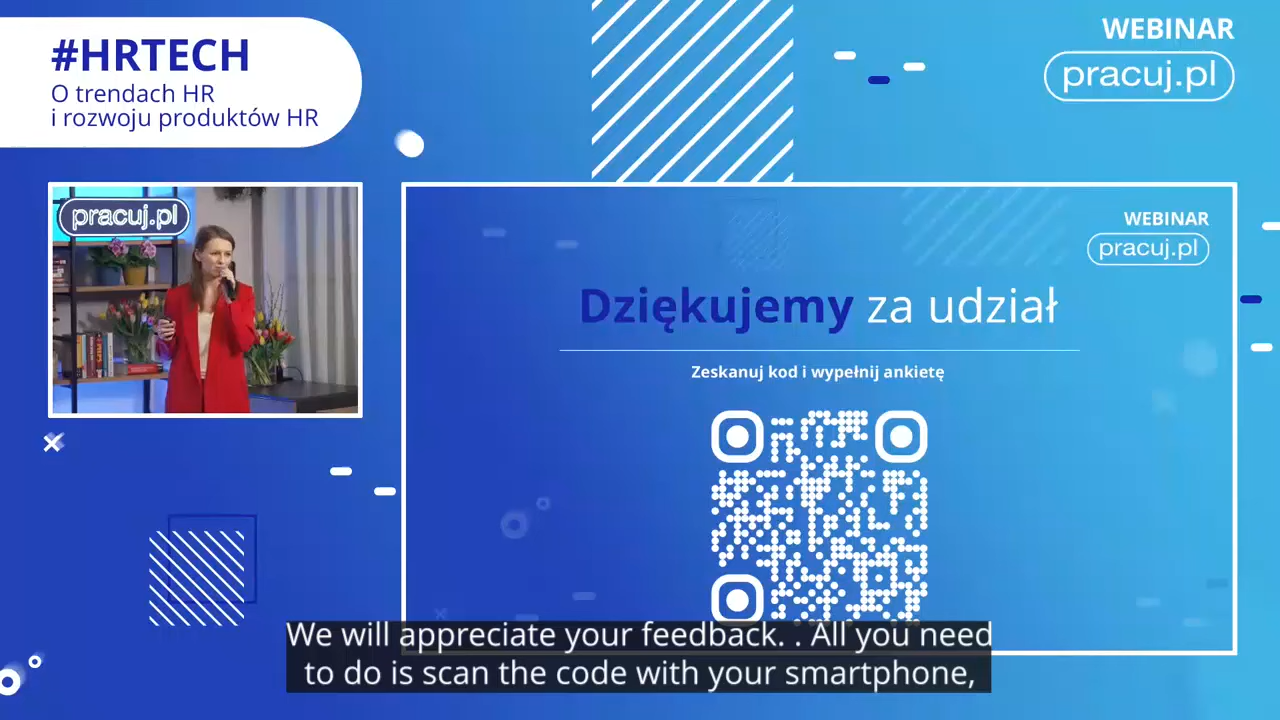 #HRTECH
O trendach HR
i rozwoju produktów HR
WEBINAR
pracuj.pl
pracuj.pl
WEBINAR
pracuj.pl
Dziękujemy za udział
Zeskanuj kod i wypełnij ankietę
We will appreciate your feedback. . All you need
to do is scan the code with your smartphone,